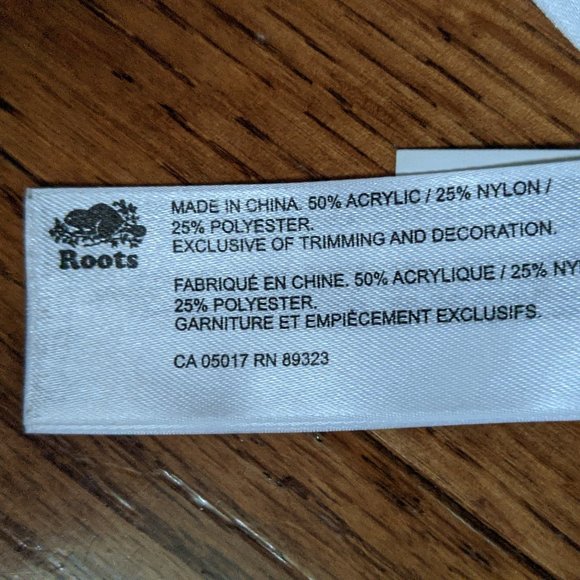 Roots
MADE IN CHINA. 50% ACRYLIC / 25% NYLON /
25% POLYESTER.
EXCLUSIVE OF TRIMMING AND DECORATION.
FABRIQUÉ EN CHINE. 50% ACRYLIQUE / 25% NY
25% POLYESTER.
GARNITURE ET EMPIÈCEMENT EXCLUSIFS.
CA 05017 RN 89323